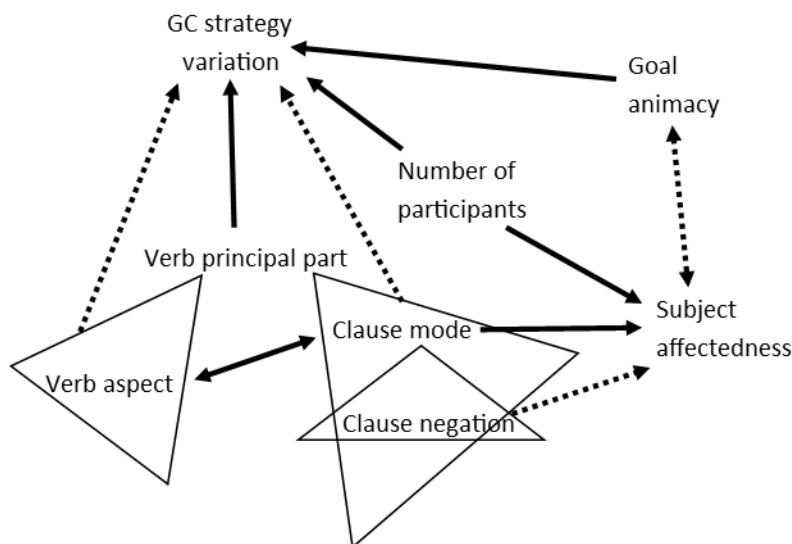 GC strategy
variation
Goal
animacy
Number of
participants
Verb principal part
Subject
affectedness
Clause mode
Verb aspect
Clause negation